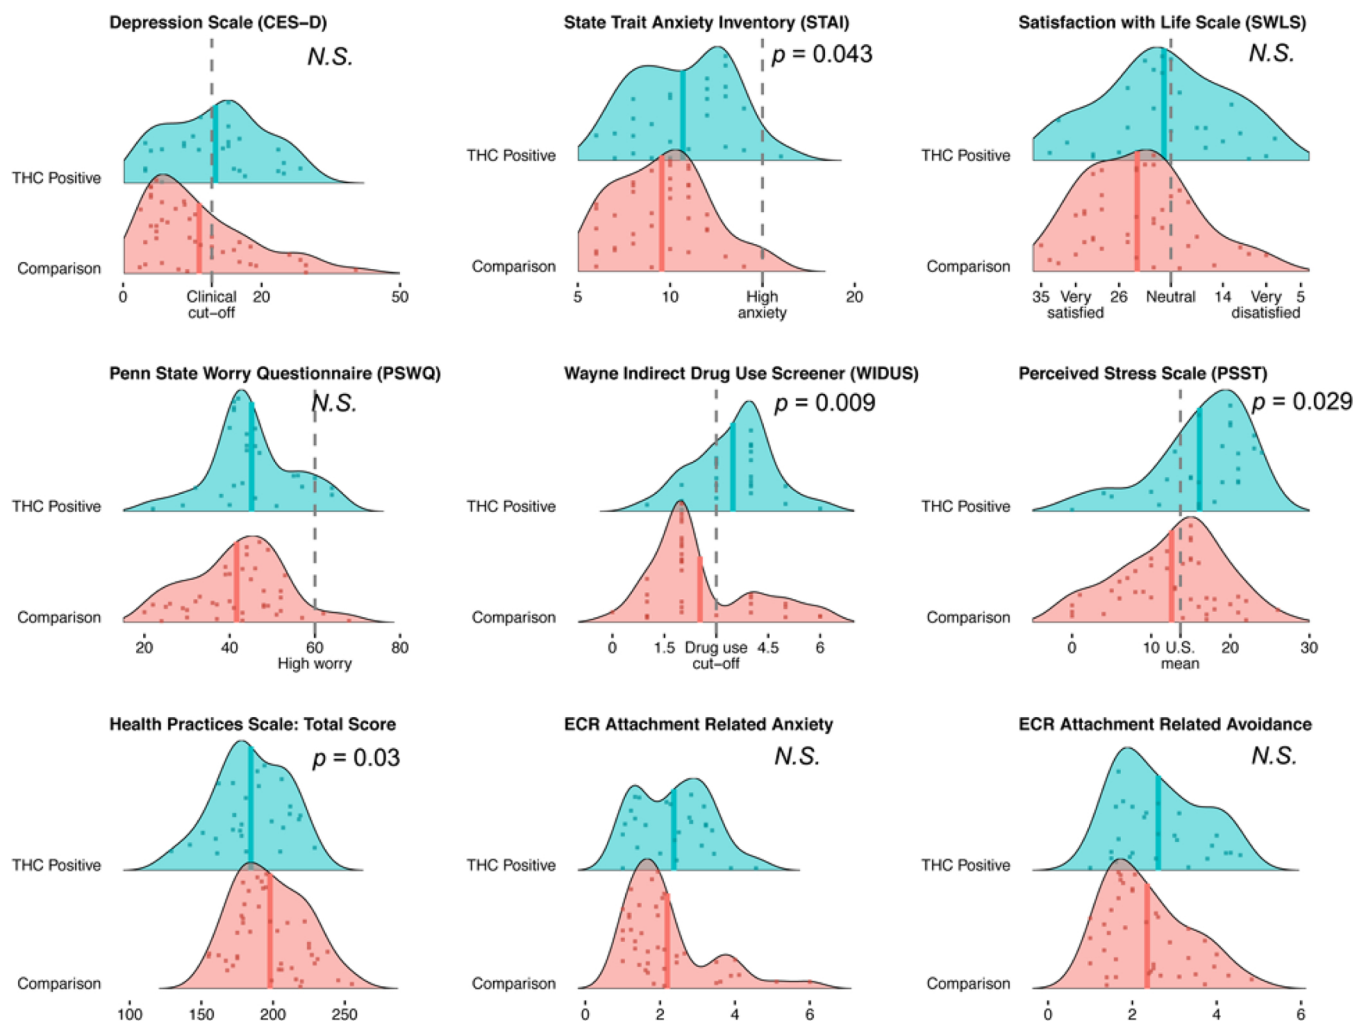 Depression Scale (CES–D)
N.S.
THC Positive
Comparison
0 Clinical cut–off 20 50
State Trait Anxiety Inventory (STAI)
p = 0.043
THC Positive
Comparison
5 10 High anxiety 20
Satisfaction with Life Scale (SWLS)
N.S.
THC Positive
Comparison
35 Very satisfied 26 Neutral 14 Very disatisfied 5
Penn State Worry Questionnaire (PSWQ)
N.S.
THC Positive
Comparison
20 40 60 80
High worry
Wayne Indirect Drug Use Screener (WIDUS)
p = 0.009
THC Positive
Comparison
0 1.5 Drug use cut–off 4.5 6
Perceived Stress Scale (PSST)
p = 0.029
THC Positive
Comparison
0 10 U.S. mean 20 30
Health Practices Scale: Total Score
p = 0.03
THC Positive
Comparison
100 150 200 250
ECR Attachment Related Anxiety
N.S.
THC Positive
Comparison
0 2 4 6
ECR Attachment Related Avoidance
N.S.
THC Positive
Comparison
0 2 4 6